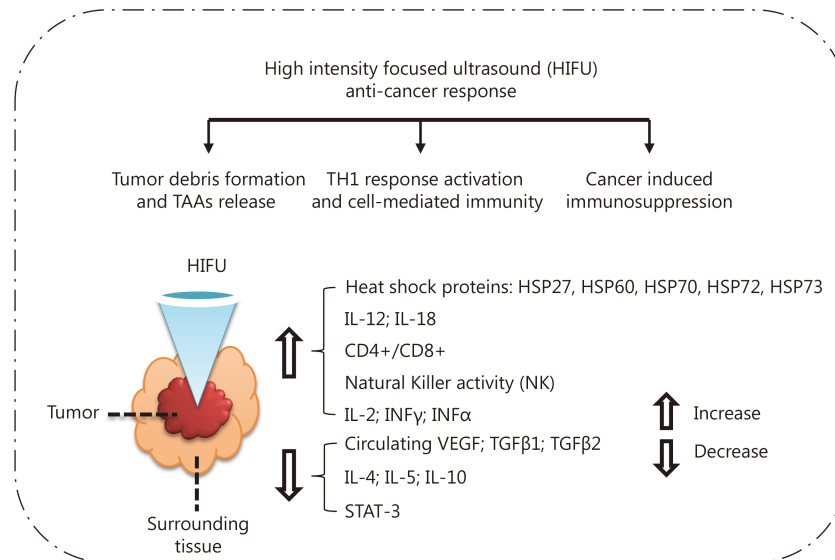 High intensity focused ultrasound (HIFU)
anti-cancer response
Tumor debris formation
and TAAs release
TH1 response activation
and cell-mediated immunity
Cancer induced
immunosuppression
HIFU
Tumor
Surrounding
tissue
Heat shock proteins: HSP27, HSP60, HSP70, HSP72, HSP73
IL-12; IL-18
CD4+/CD8+
Natural Killer activity (NK)
IL-2; INFγ; INFα
Circulating VEGF; TGFβ1; TGFβ2
IL-4; IL-5; IL-10
STAT-3
Increase
Decrease